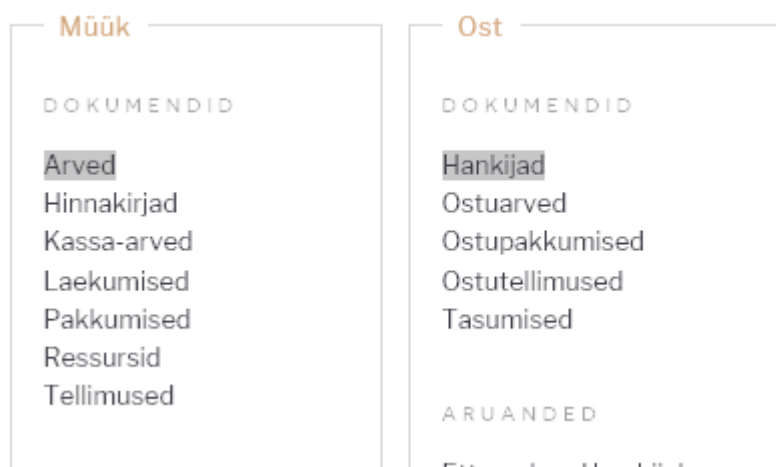 Müük
DOKUMENDID
Arved
Hinnakirjad
Kassa-arved
Laekumised
Pakkumised
Ressursid
Tellimused
Ost
DOKUMENDID
Hankijad
Ostuarved
Ostupakkumised
Ostutellimused
Tasumised
ARUANDED